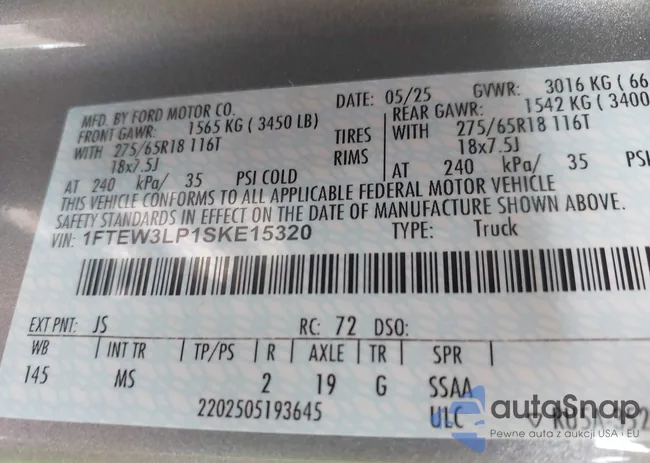 MFD. BY FORD MOTOR CO. DATE: 05/25 GVWR: 3016 KG ( 66
FRONT GAWR: 1565 KG ( 3450 LB) REAR GAWR: 1542 KG ( 3400
WITH 275/65R18 116T TIRES WITH 275/65R18 116T
18x7.5J RIMS 18x7.5J
AT 240 kPa/ 35 PSI COLD AT 240 kPa/ 35 PSI
THIS VEHICLE CONFORMS TO ALL APPLICABLE FEDERAL MOTOR VEHICLE
SAFETY STANDARDS IN EFFECT ON THE DATE OF MANUFACTURE SHOWN ABOVE.
VIN: 1FTEW3LP1SKE15320 TYPE: Truck
EXT PNT: JS RC: 72 DSO:
WB INT TR TP/PS R AXLE TR SPR
145 MS 2 19 G SSAA
2202505193645 ULC
autoSnap
Pewne auta z aukcji USA i EU